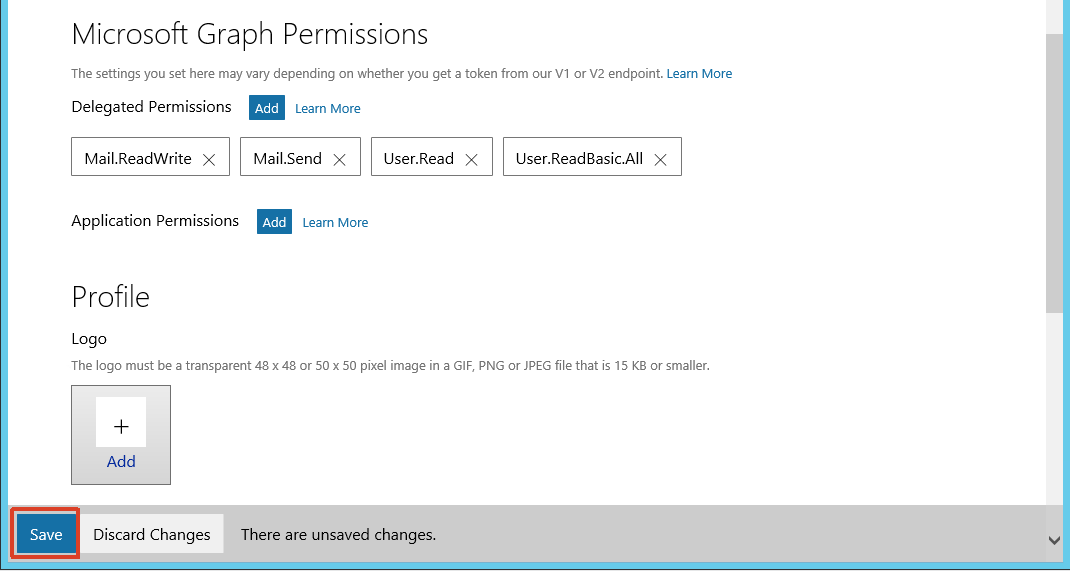 Microsoft Graph Permissions
The settings you set here may vary depending on whether you get a token from our V1 or V2 endpoint. Learn More
Delegated Permissions Add Learn More
Mail.ReadWrite Mail.Send User.Read User.ReadBasic.All
Application Permissions Add Learn More
Profile
Logo
The logo must be a transparent 48 x 48 or 50 x 50 pixel image in a GIF, PNG or JPEG file that is 15 KB or smaller.
Add
Save Discard Changes There are unsaved changes.